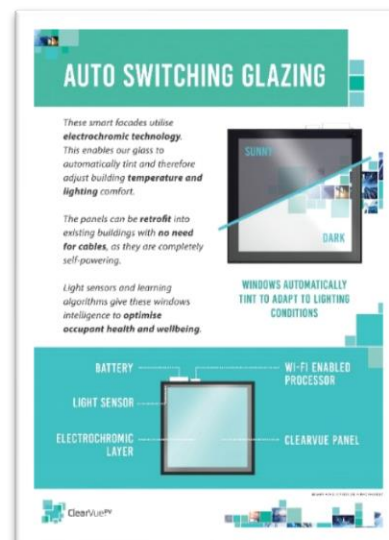 AUTO SWITCHING GLAZING
These smart facades utilise
electrochromic technology.
This enables our glass to
automatically tint and therefore
adjust building temperature and
lighting comfort.
The panels can be retrofit into
existing buildings with no need
for cables, as they are completely
self-powering.
Light sensors and learning
algorithms give these windows
intelligence to optimise
occupant health and wellbeing.
SUNNY
DARK
WINDOWS AUTOMATICALLY
TINT TO ADAPT TO LIGHTING
CONDITIONS
BATTERY
LIGHT SENSOR
ELECTROCHROMIC
LAYER
WI-FI ENABLED
PROCESSOR
CLEARVUE PANEL
ClearVuePV